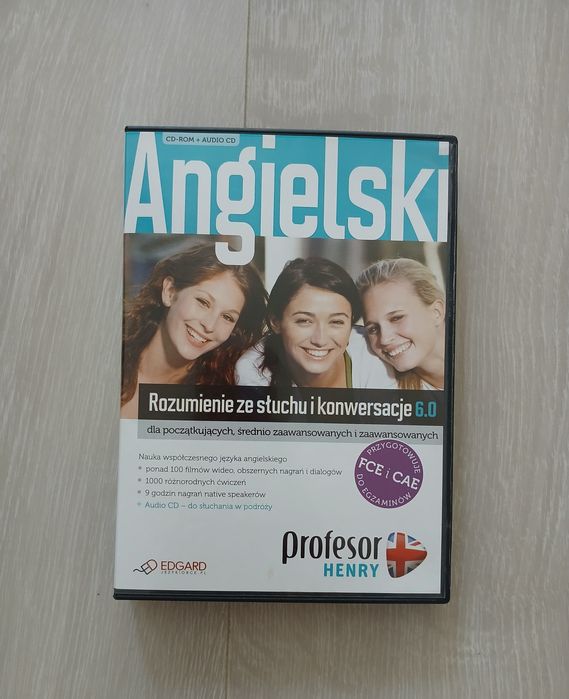 CD-ROM + AUDIO CD
Angielski
Rozumienie ze słuchu i konwersacje 6.0
dla początkujących, średnio zaawansowanych i zaawansowanych
Nauka współczesnego języka angielskiego
• ponad 100 filmów wideo, obszernych nagrań i dialogów
• 1000 różnorodnych ćwiczeń
• 9 godzin nagrań native speakerów
• Audio CD – do słuchania w podróży
PRZYGOTOWUJE
FCE i CAE
DO EGZAMINÓW
profesor
HENRY
EDGARD
JEZYKIOBCE.PL